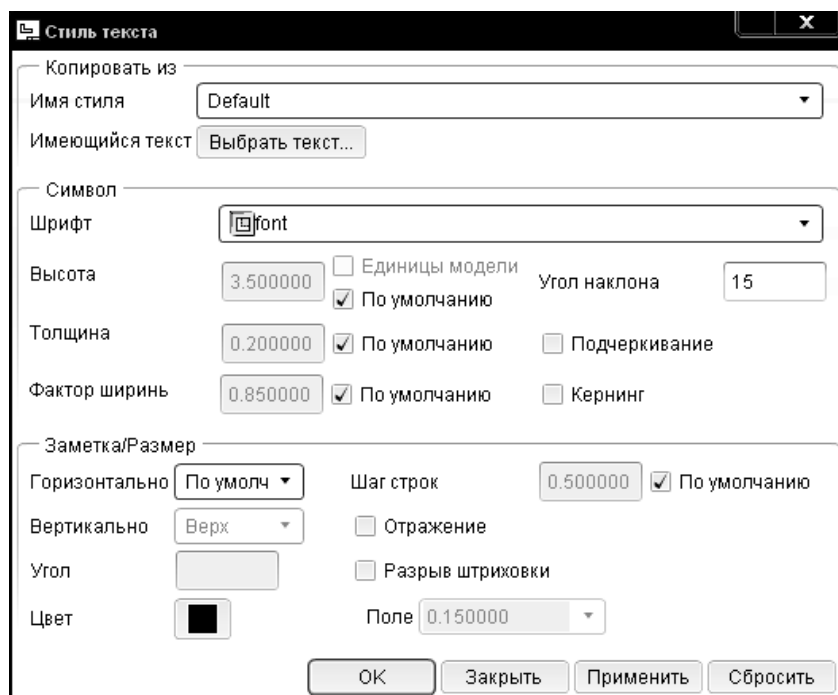 Стиль текста
Копировать из
Имя стиля Default
Имеющийся текст Выбрать текст...
Символ
Шрифт font
Высота 3.500000 Единицы модели
По умолчанию Угол наклона 15
Толщина 0.200000 По умолчанию Подчеркивание
Фактор ширинь 0.850000 По умолчанию Кернинг
Заметка/Размер
Горизонтально По умолч Шаг строк 0.500000 По умолчанию
Вертикально Верх Отражение
Угол Разрыв штриховки
Цвет Поле 0.150000
OK Закрыть Применить Сбросить